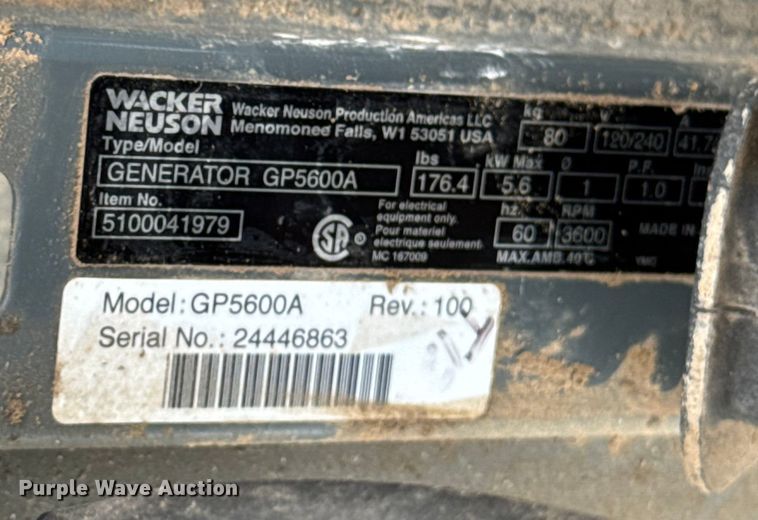 WACKER
NEUSON
Wacker Neuson Production Americas LLC
Menomonee Falls, W1 53051 USA
Type/Model
GENERATOR GP5600A
Item No.
5100041979
kg
80
V
120/240
A
lbs
176.4
kW Max
5.6
Ø
1
P.F.
1.0
hz
60
RPM
3600
MADE IN
MAX.AMB.40°C
For electrical
equipment only.
Pour materiel
electrique seulement.
MC 167009
Model: GP5600A Rev.: 100
Serial No.: 24446863
Purple Wave Auction